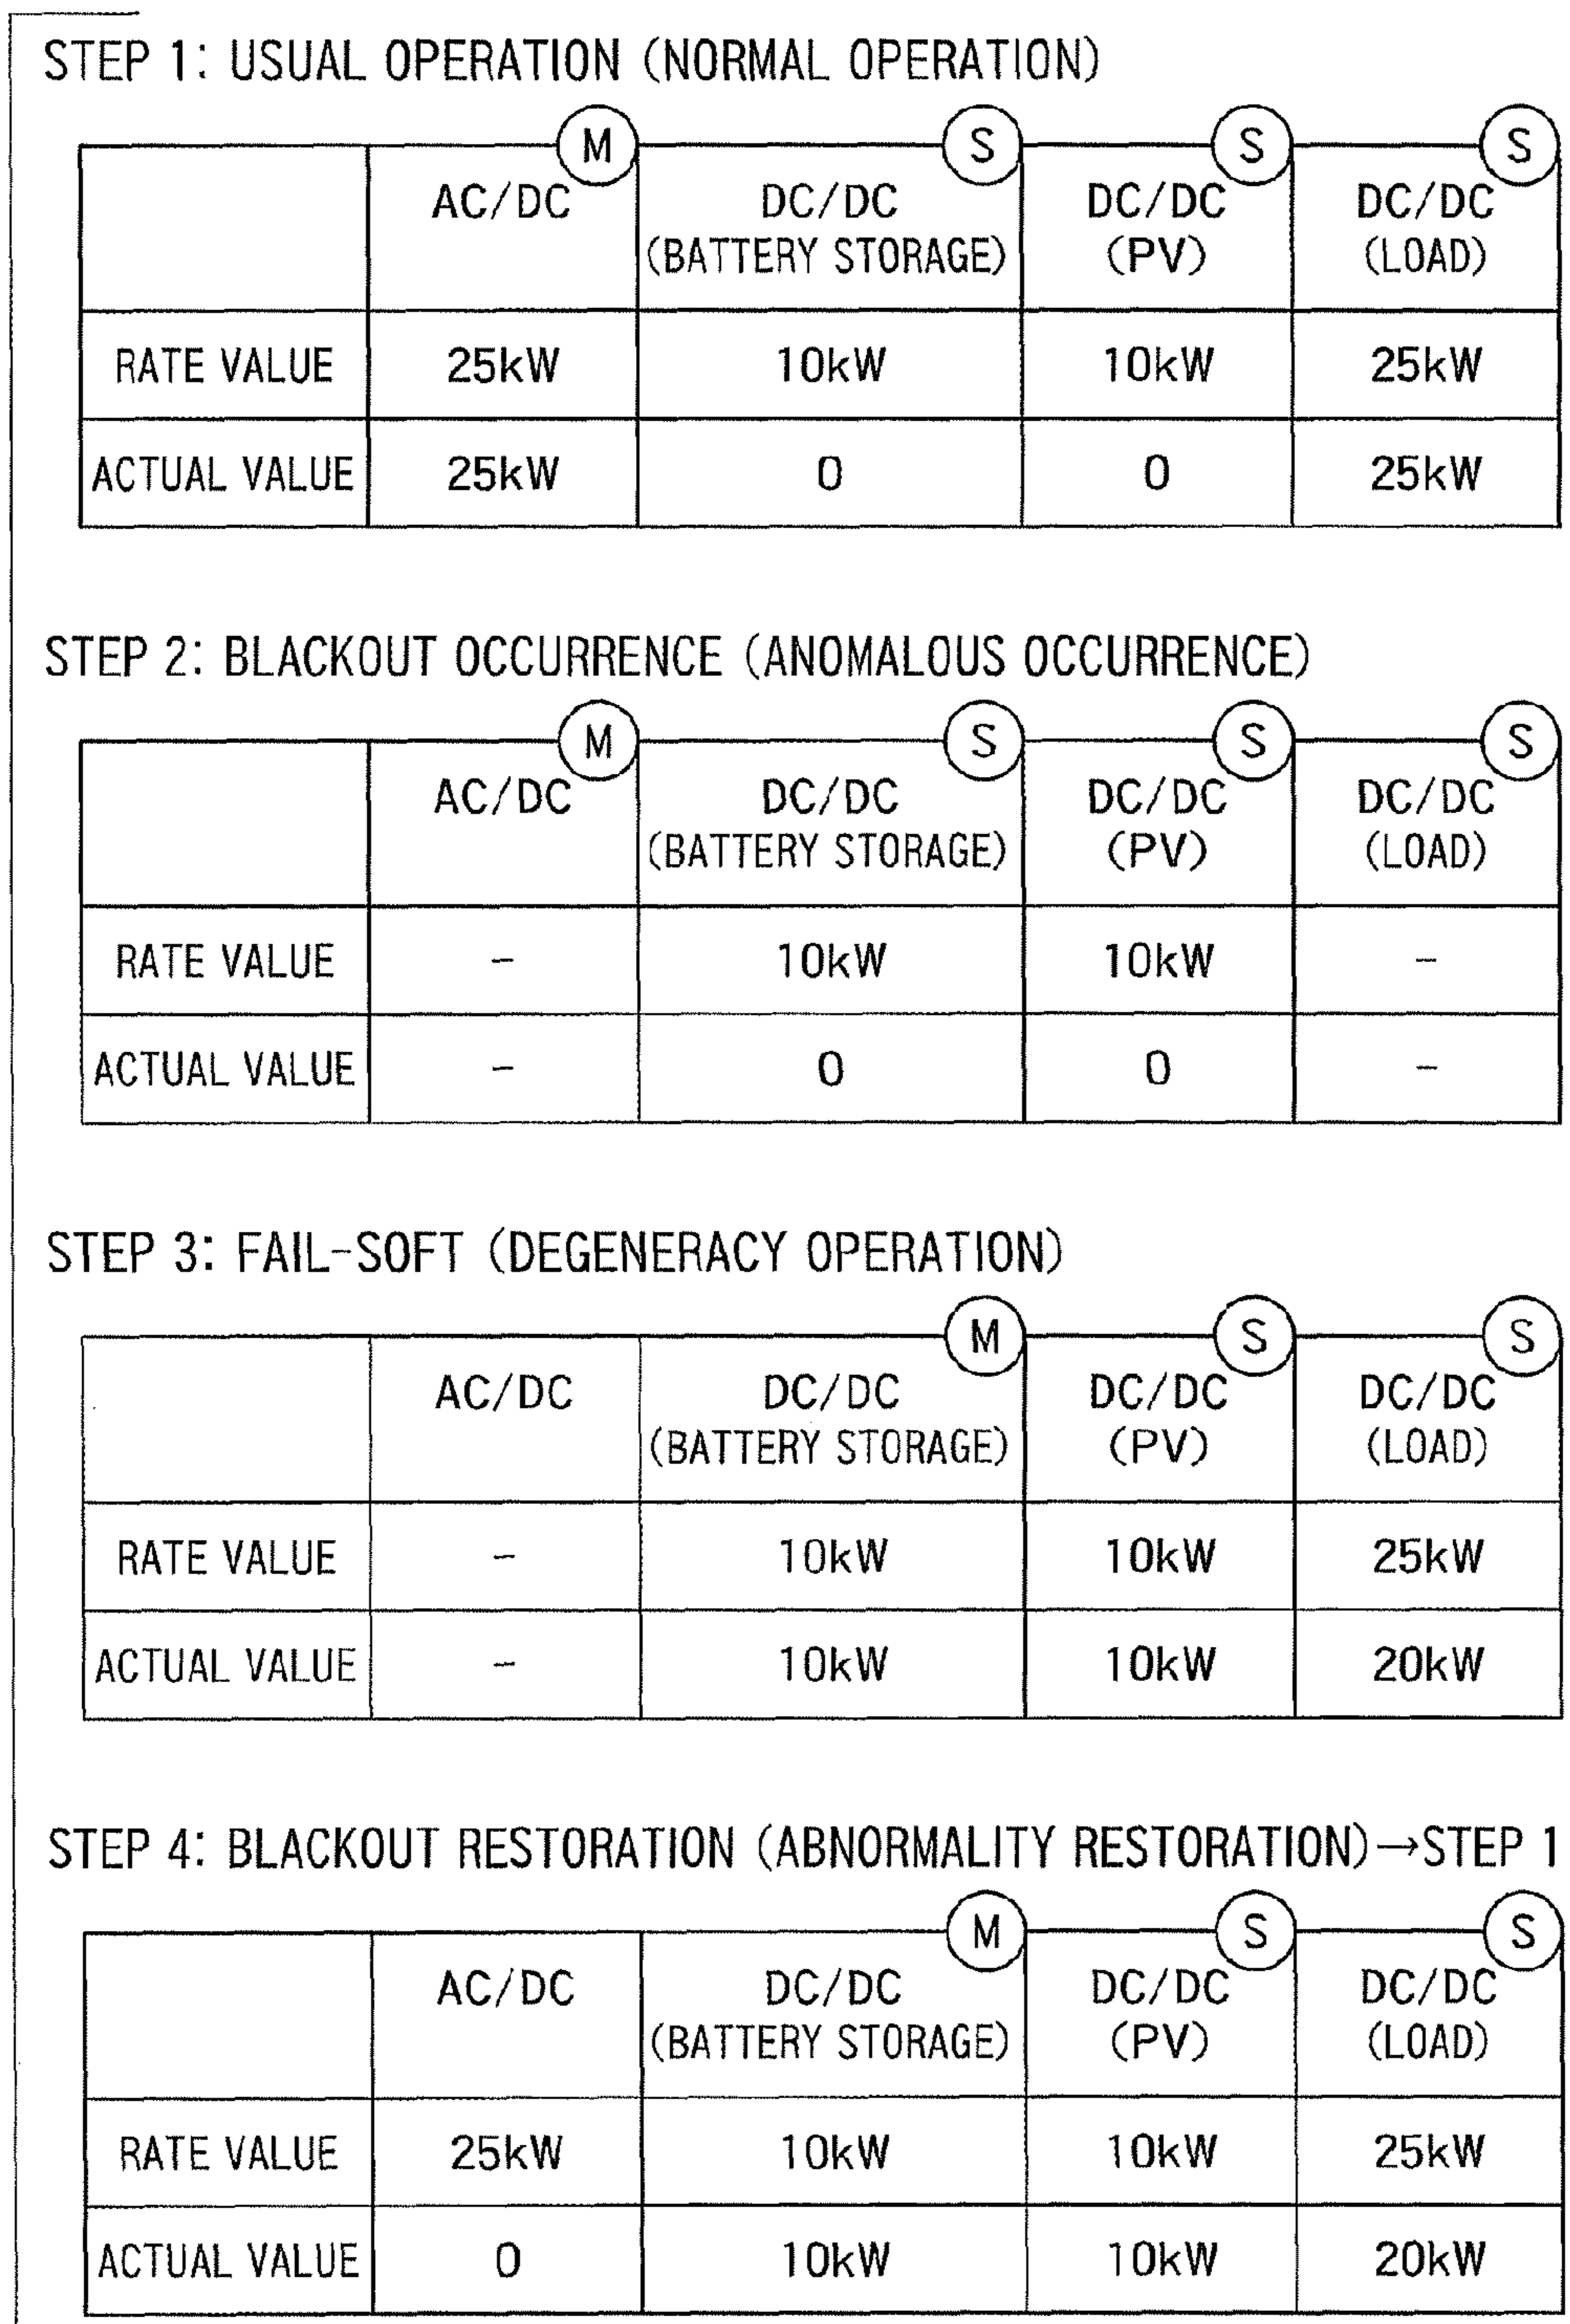 STEP 1: USUAL OPERATION (NORMAL OPERATION)
M S S S
AC/DC DC/DC DC/DC DC/DC
(BATTERY STORAGE) (PV) (LOAD)
RATE VALUE 25kW 10kW 10kW 25kW
ACTUAL VALUE 25kW 0 0 25kW
STEP 2: BLACKOUT OCCURRENCE (ANOMALOUS OCCURRENCE)
M S S S
AC/DC DC/DC DC/DC DC/DC
(BATTERY STORAGE) (PV) (LOAD)
RATE VALUE - 10kW 10kW -
ACTUAL VALUE - 0 0 -
STEP 3: FAIL-SOFT (DEGENERACY OPERATION)
M S S
AC/DC DC/DC DC/DC DC/DC
(BATTERY STORAGE) (PV) (LOAD)
RATE VALUE - 10kW 10kW 25kW
ACTUAL VALUE - 10kW 10kW 20kW
STEP 4: BLACKOUT RESTORATION (ABNORMALITY RESTORATION)→STEP 1
M S S
AC/DC DC/DC DC/DC DC/DC
(BATTERY STORAGE) (PV) (LOAD)
RATE VALUE 25kW 10kW 10kW 25kW
ACTUAL VALUE 0 10kW 10kW 20kW